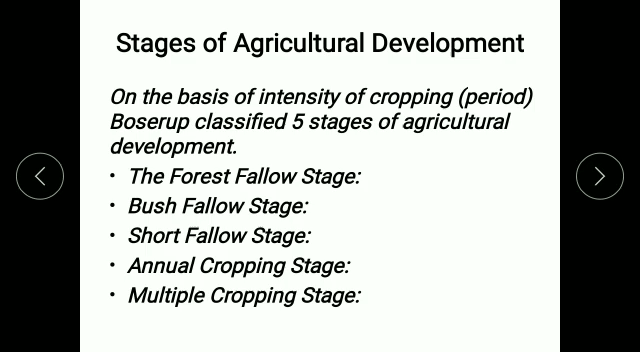 Stages of Agricultural Development
On the basis of intensity of cropping (period)
Boserup classified 5 stages of agricultural
development.
• The Forest Fallow Stage:
• Bush Fallow Stage:
• Short Fallow Stage:
• Annual Cropping Stage:
• Multiple Cropping Stage: